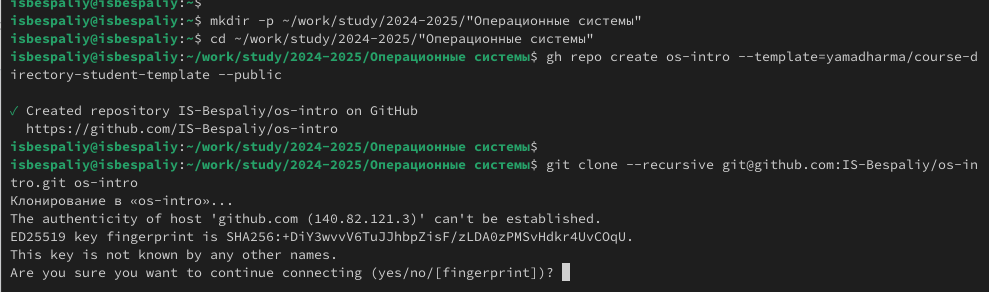 isbespaliy@isbespaliy:~$
isbespaliy@isbespaliy:~$ mkdir -p ~/work/study/2024-2025/"Операционные системы"
isbespaliy@isbespaliy:~$ cd ~/work/study/2024-2025/"Операционные системы"
isbespaliy@isbespaliy:~/work/study/2024-2025/Операционные системы$ gh repo create os-intro --template=yamadharma/course-d
irectory-student-template --public
✓ Created repository IS-Bespaliy/os-intro on GitHub
https://github.com/IS-Bespaliy/os-intro
isbespaliy@isbespaliy:~/work/study/2024-2025/Операционные системы$
isbespaliy@isbespaliy:~/work/study/2024-2025/Операционные системы$ git clone --recursive git@github.com:IS-Bespaliy/os-in
tro.git os-intro
Клонирование в «os-intro»...
The authenticity of host 'github.com (140.82.121.3)' can't be established.
ED25519 key fingerprint is SHA256:+DiY3wvvV6TuJJhbpZisF/zLDA0zPMSvHdkr4UvCOqU.
This key is not known by any other names.
Are you sure you want to continue connecting (yes/no/[fingerprint])?